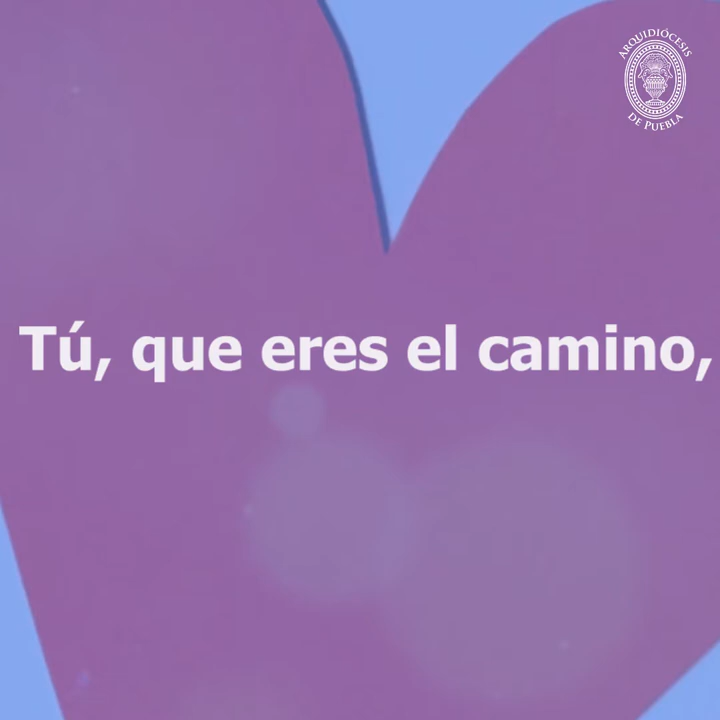 ARQUIDIÓCESIS
DE PUEBLA
Tú, que eres el camino,